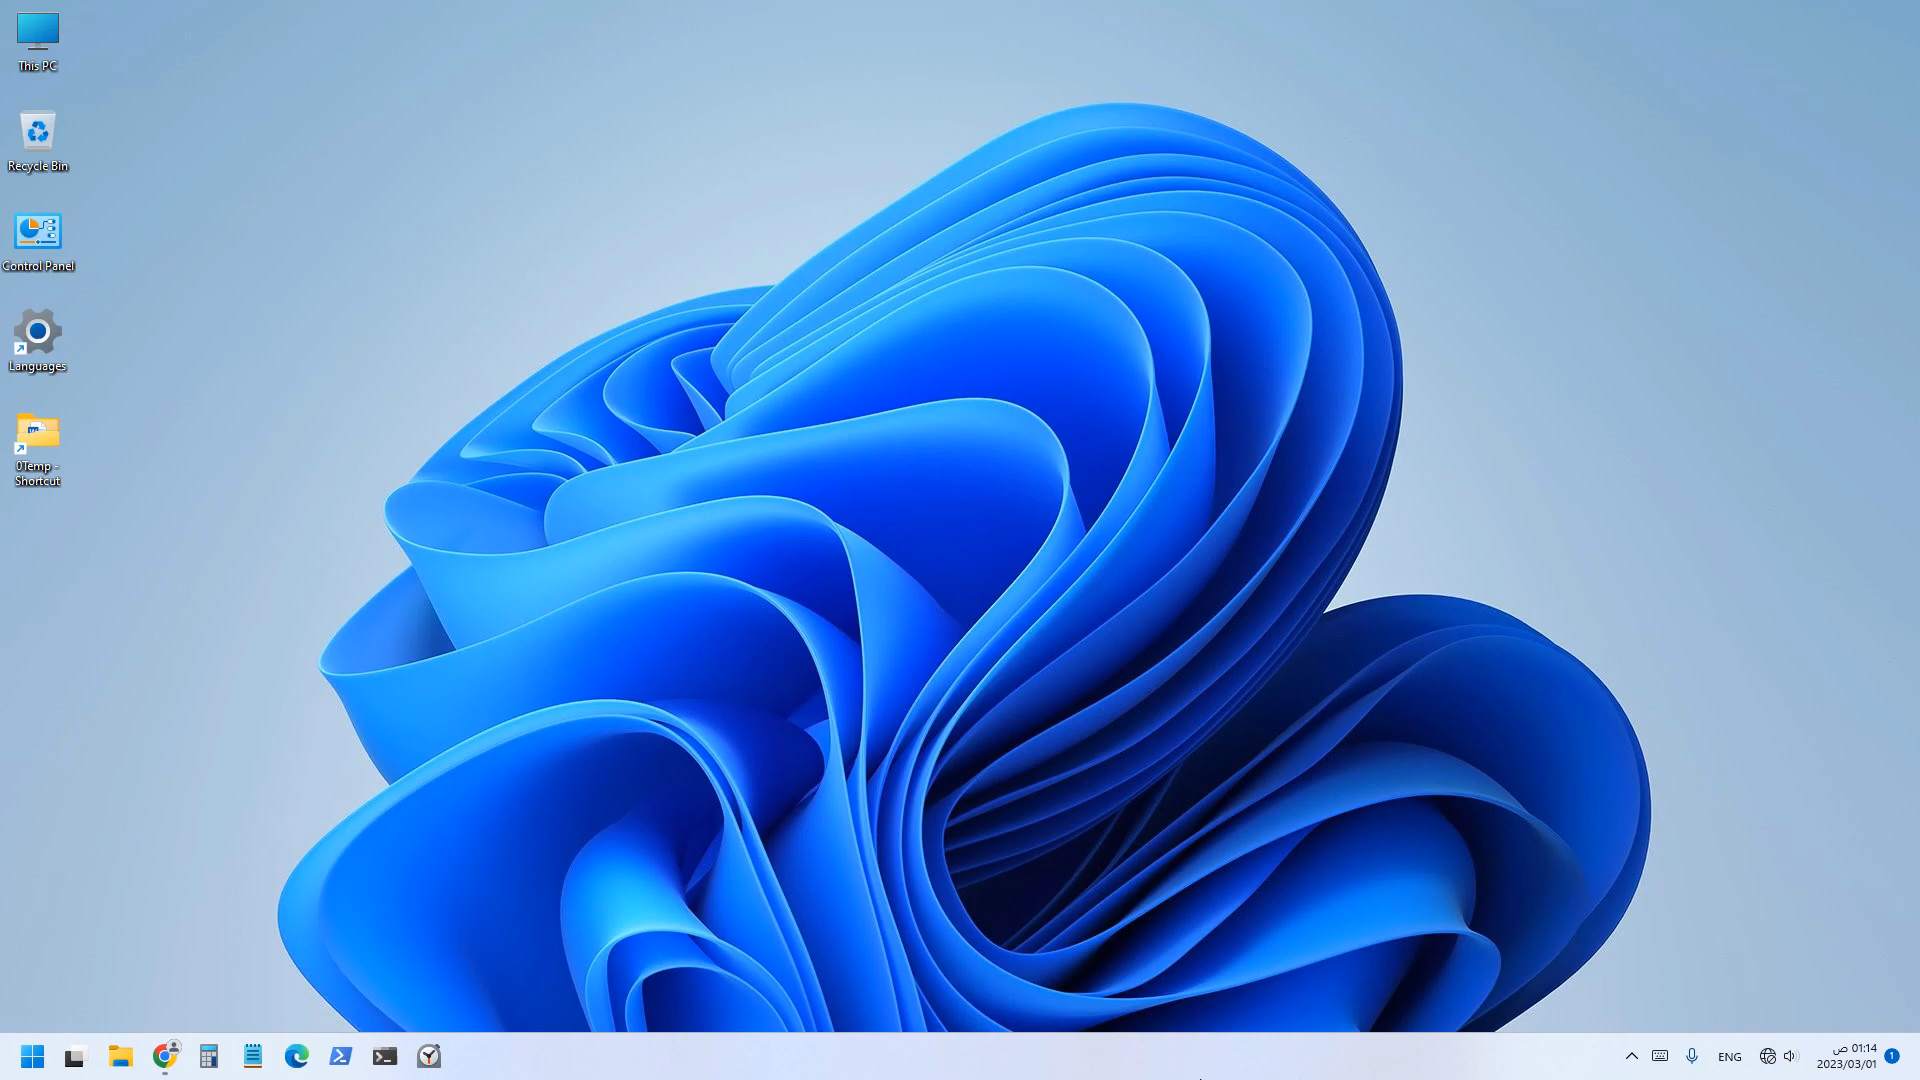 This PC
Recycle Bin
Control Panel
Languages
0Temp -
Shortcut
ENG
01:14 ص
2023/03/01
1